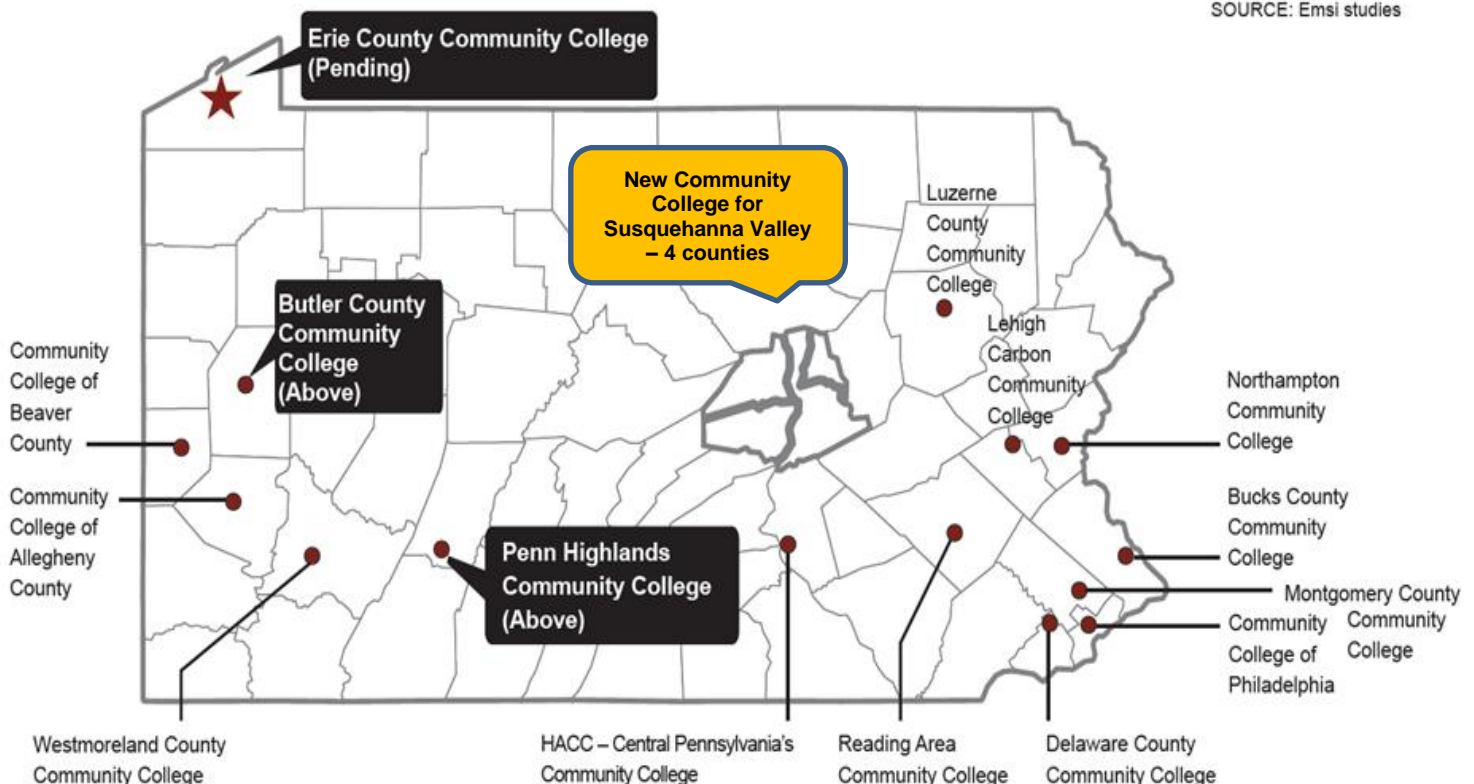 SOURCE: Emsi studies
Erie County Community College
(Pending)
New Community
College for
Susquehanna Valley
– 4 counties
Luzerne
County
Community
College
Butler County
Community
College
(Above)
Lehigh
Carbon
Community
College
Community
College of
Beaver
County
Northampton
Community
College
Community
College of
Allegheny
County
Bucks County
Community
College
Penn Highlands
Community College
(Above)
Montgomery County
Community
College
Community
College of
Philadelphia
Westmoreland County
Community College
HACC – Central Pennsylvania's
Community College
Reading Area
Community College
Delaware County
Community College